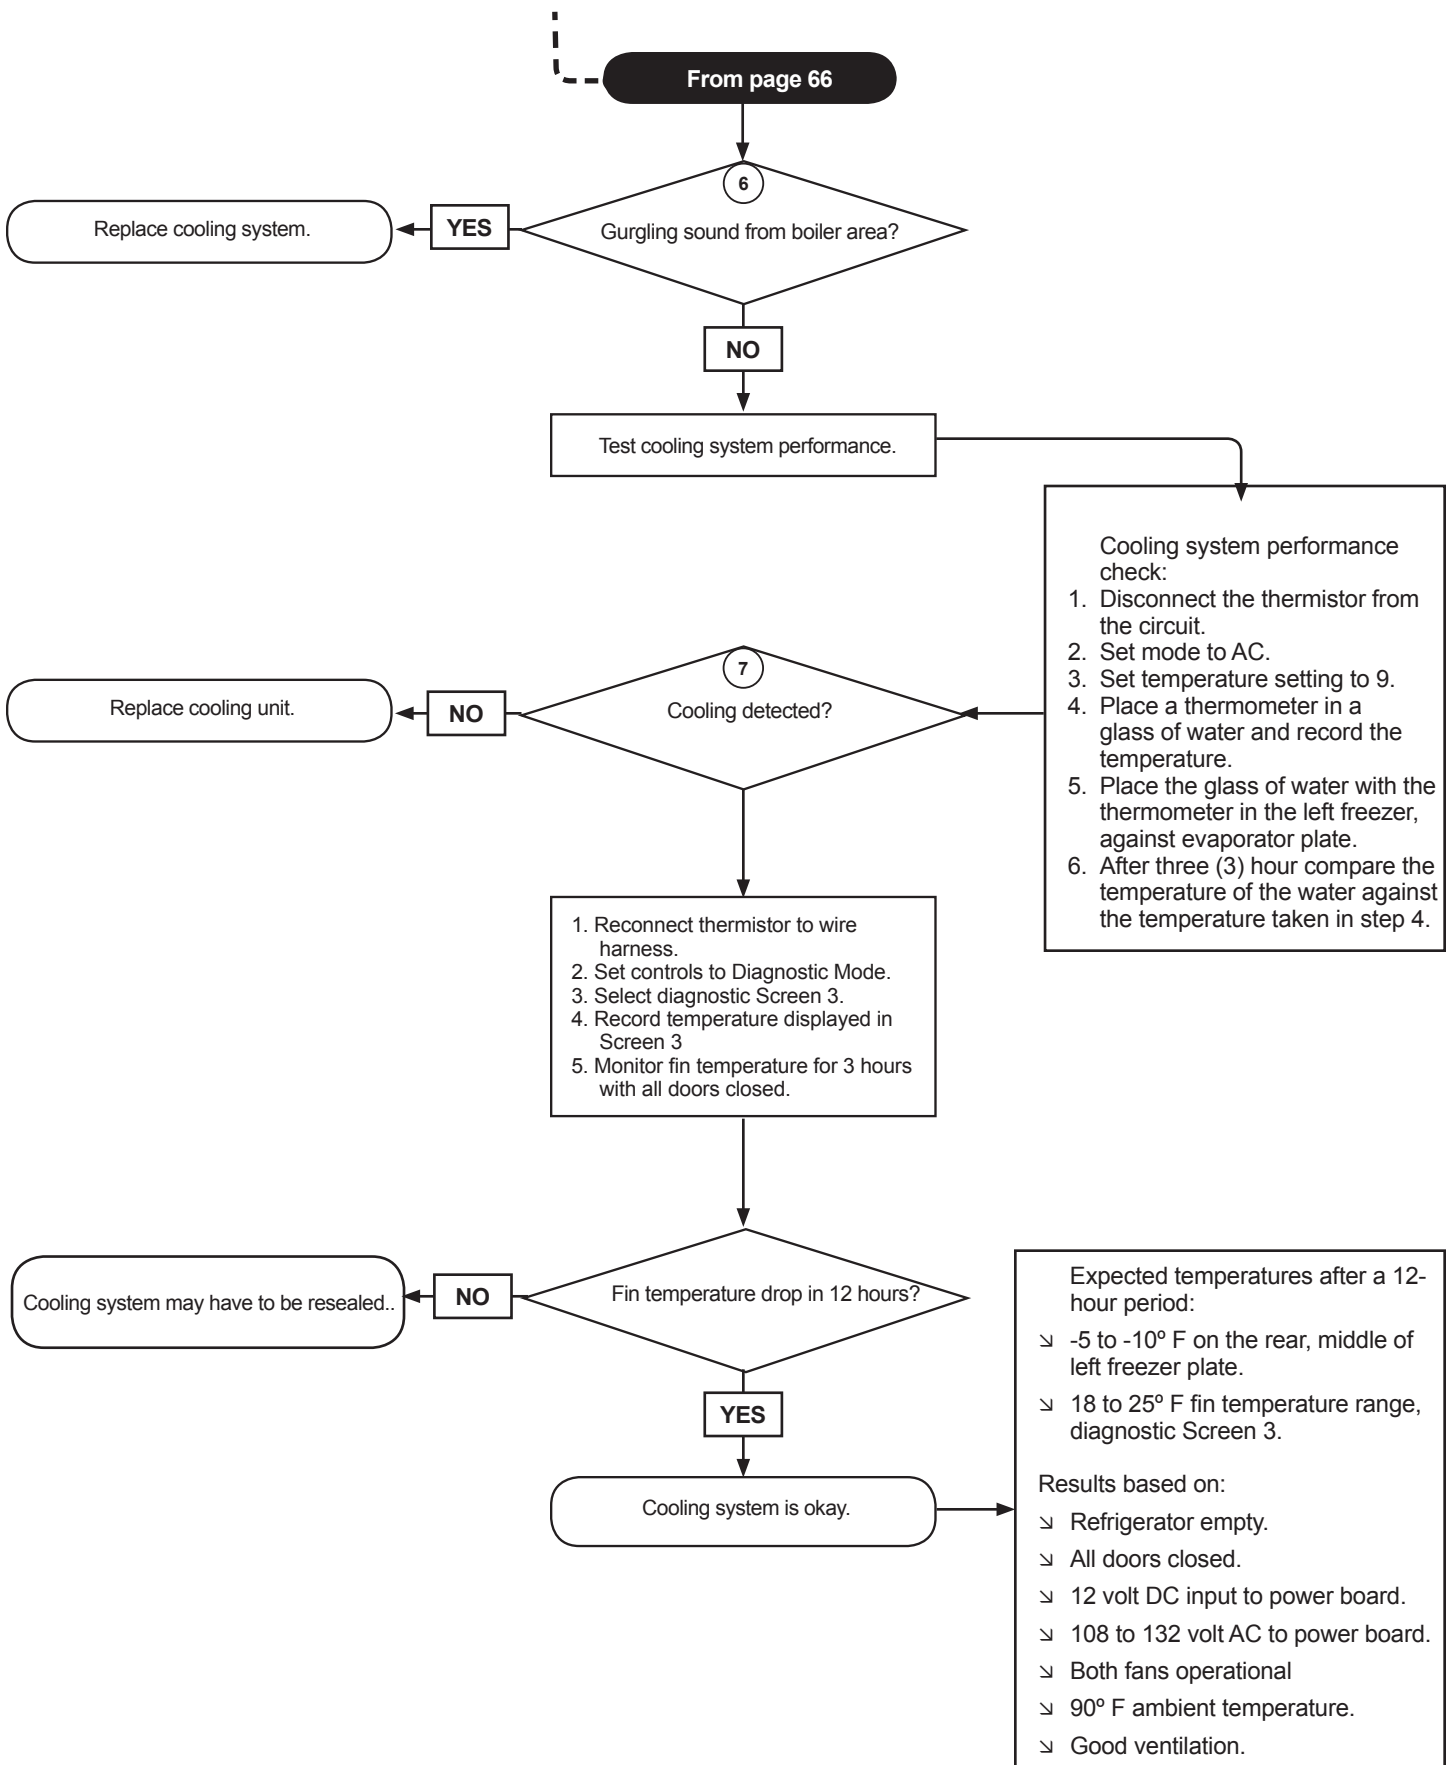 From page 66
6
Gurgling sound from boiler area?
YES
Replace cooling system.
NO
Test cooling system performance.
Cooling system performance
check:
1. Disconnect the thermistor from
the circuit.
2. Set mode to AC.
3. Set temperature setting to 9.
4. Place a thermometer in a
glass of water and record the
temperature.
5. Place the glass of water with the
thermometer in the left freezer,
against evaporator plate.
6. After three (3) hour compare the
temperature of the water against
the temperature taken in step 4.
7
Cooling detected?
NO
Replace cooling unit.
1. Reconnect thermistor to wire
harness.
2. Set controls to Diagnostic Mode.
3. Select diagnostic Screen 3.
4. Record temperature displayed in
Screen 3
5. Monitor fin temperature for 3 hours
with all doors closed.
Fin temperature drop in 12 hours?
NO
Cooling system may have to be resealed..
YES
Cooling system is okay.
Expected temperatures after a 12-
hour period:
⇲ -5 to -10º F on the rear, middle of
left freezer plate.
⇲ 18 to 25º F fin temperature range,
diagnostic Screen 3.
Results based on:
⇲ Refrigerator empty.
⇲ All doors closed.
⇲ 12 volt DC input to power board.
⇲ 108 to 132 volt AC to power board.
⇲ Both fans operational
⇲ 90º F ambient temperature.
⇲ Good ventilation.